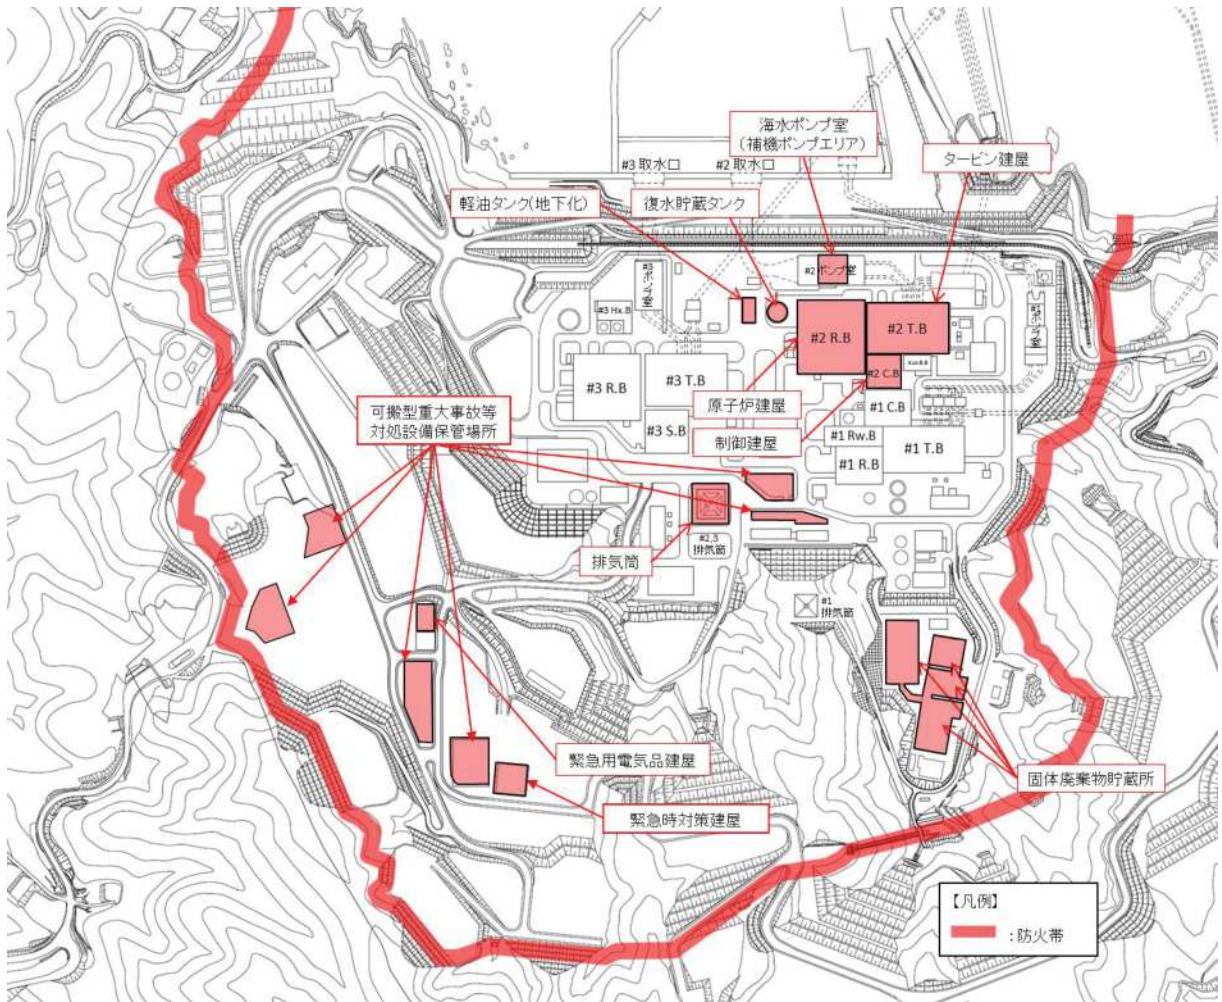 海水ポンプ室
(補機ポンプエリア)
タービン建屋
#3 取水口
#2 取水口
軽油タンク(地下化)
復水貯蔵タンク
#3
ポンプ室
#2 ポンプ室
#3 Hx.B
#2 R.B
#2 T.B
#2 C.B
#3 R.B
#3 T.B
#1 C.B
原子炉建屋
可搬型重大事故等
対処設備保管場所
#3 S.B
制御建屋
#1 Rw.B
#1 T.B
#1 R.B
排気筒
#2,3
排気筒
#1
排気筒
緊急用電気品建屋
固体廃棄物貯蔵所
緊急時対策建屋
【凡例】
:防火帯